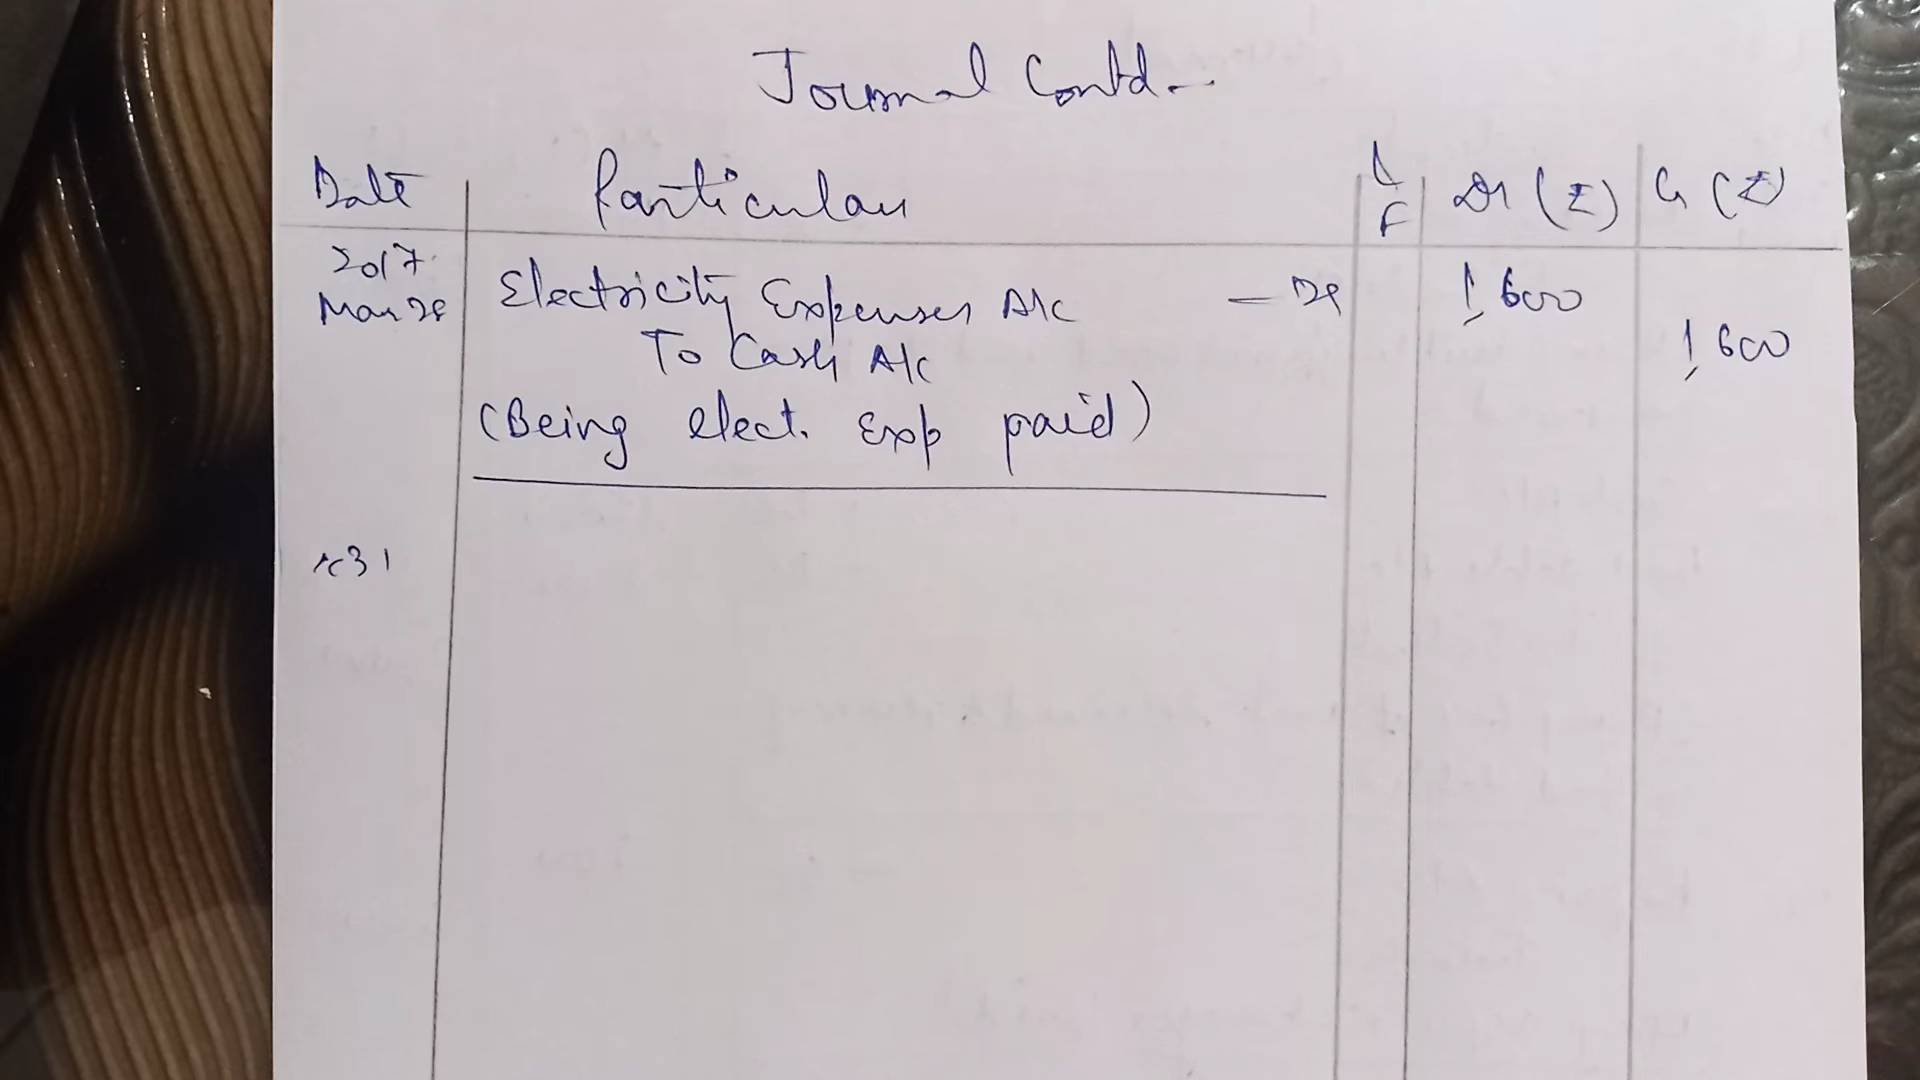 Journal Contd-
Date Particulars L F Dr (₹) Cr (₹)
2017
Mar 28 Electricity Expenses A/c — Dr 1,600
To Cash A/c 1,600
(Being elect. Exp paid)
"31